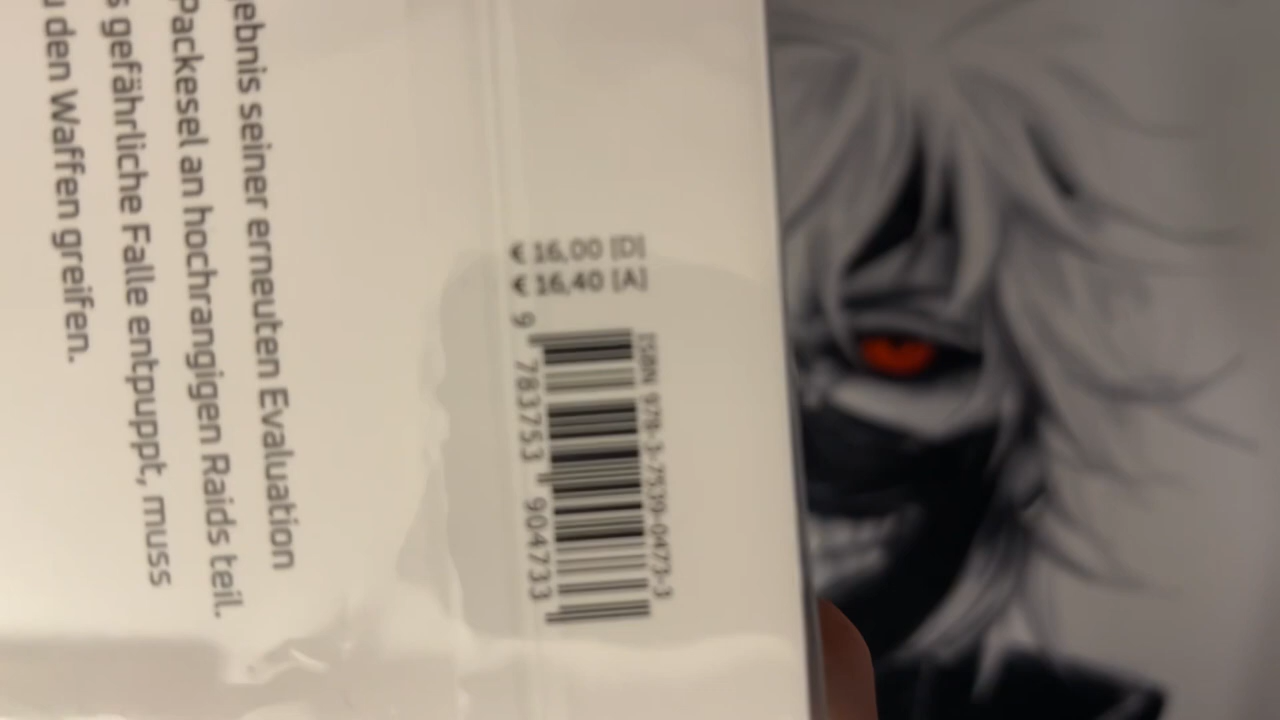 ebnis seiner erneuten Evaluation
Packesel an hochrangigen Raids teil.
s gefährliche Falle entpuppt, muss
u den Waffen greifen.
€ 16,00 [D]
€ 16,40 [A]
ISBN 978-3-7539-0473-3
9 783753 904733